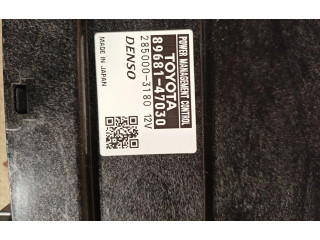 POWER MANAGEMENT CONTROL
TOYOTA
89681-47030
285000-3180 12V
DENSO
MADE IN JAPAN